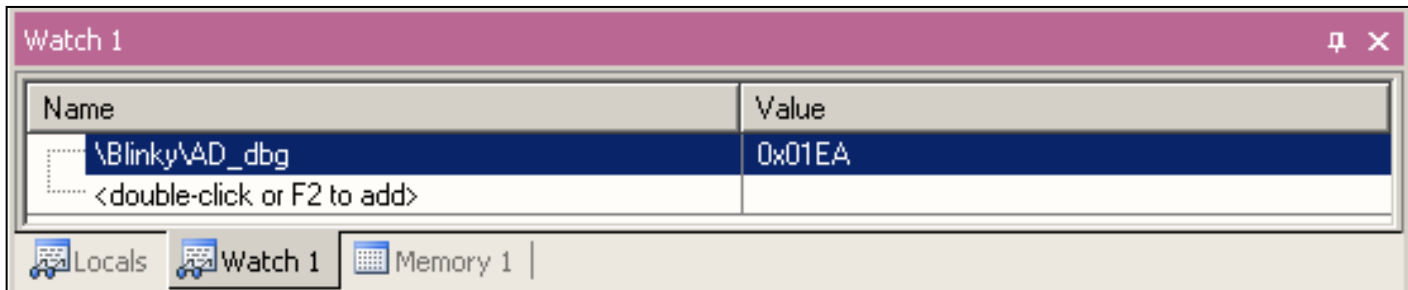 Watch 1
Name Value
\Blinky\AD_dbg 0x01EA
<double-click or F2 to add>
Locals Watch 1 Memory 1